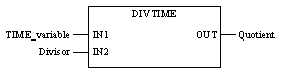 DIVTIME
TIME_variable IN1 OUT Quotient
Divisor IN2